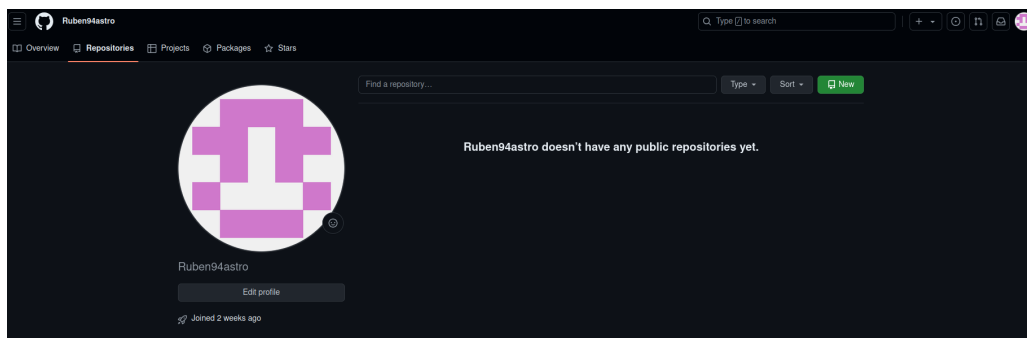 Ruben94astro
Type / to search
Overview
Repositories
Projects
Packages
Stars
Find a repository…
Type
Sort
New
Ruben94astro doesn't have any public repositories yet.
Ruben94astro
Edit profile
Joined 2 weeks ago